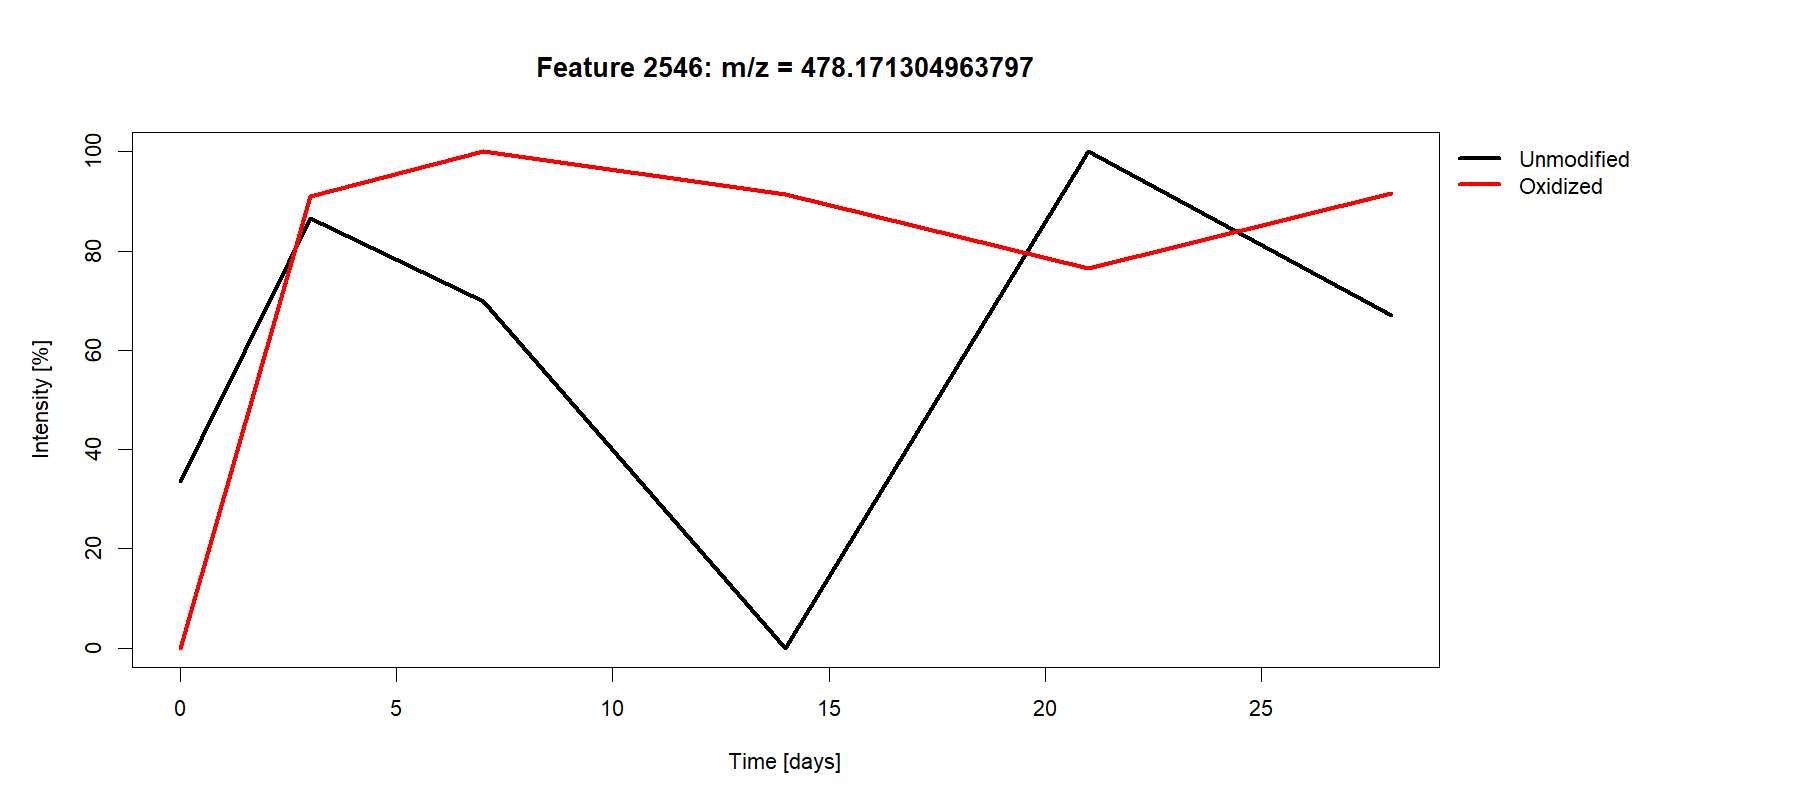 Feature 2546: m/z = 478.171304963797
Unmodified
Oxidized
Intensity [%]
100
80
60
40
20
0
0 5 10 15 20 25
Time [days]